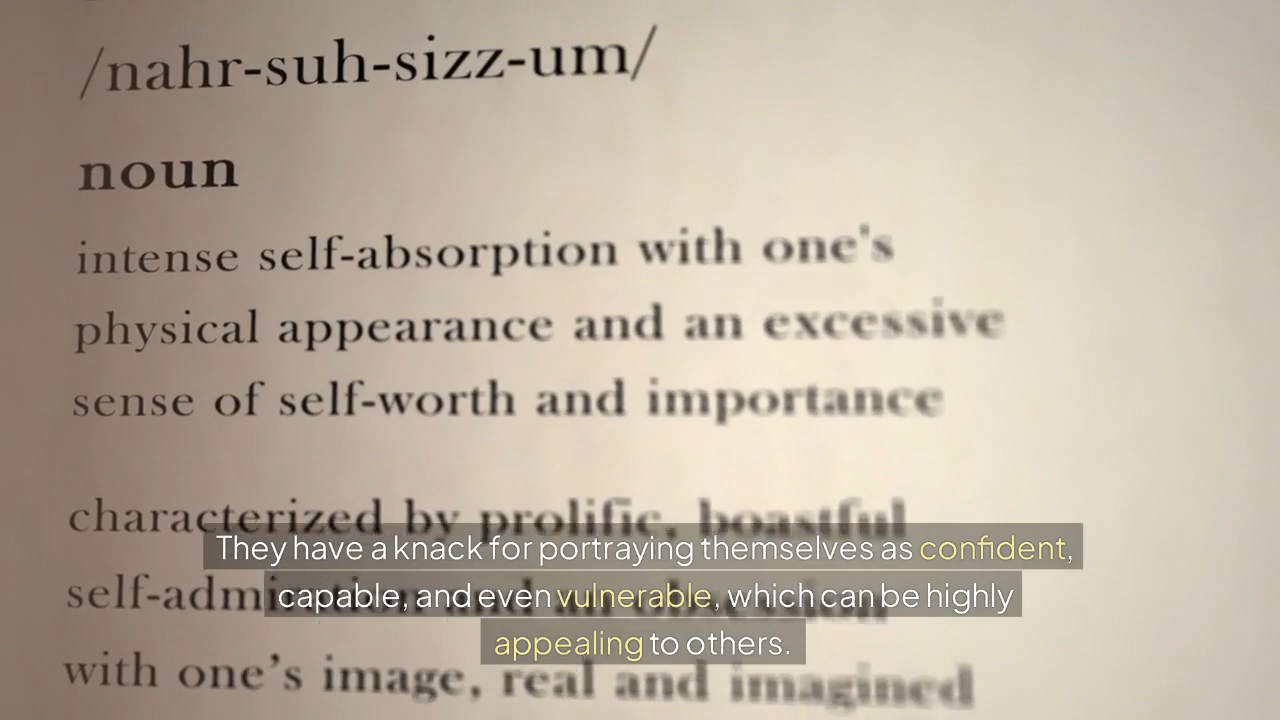 /nahr-suh-sizz-um/
noun
intense self-absorption with one's
physical appearance and an excessive
sense of self-worth and importance
characterized by prolific, boastful
They have a knack for portraying themselves as confident,
self-admi
capable, and even vulnerable, which can be highly
appealing to others.
with one’s image, real and imagined